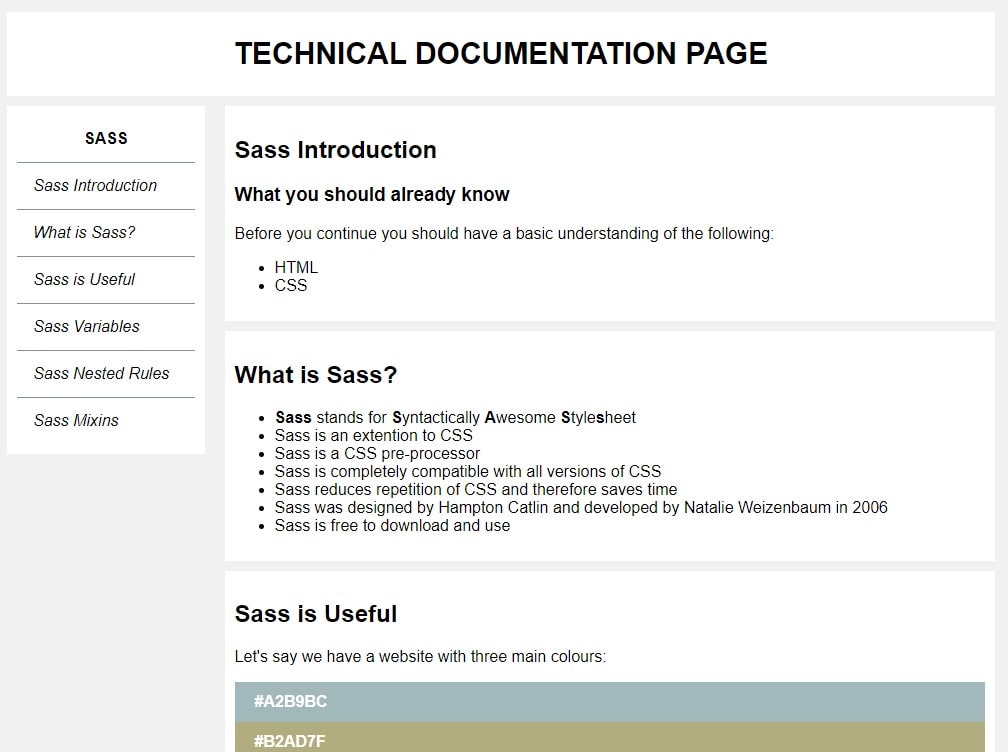 TECHNICAL DOCUMENTATION PAGE
SASS
Sass Introduction
What is Sass?
Sass is Useful
Sass Variables
Sass Nested Rules
Sass Mixins
Sass Introduction
What you should already know
Before you continue you should have a basic understanding of the following:
HTML
CSS
What is Sass?
Sass stands for Syntactically Awesome Stylesheet
Sass is an extention to CSS
Sass is a CSS pre-processor
Sass is completely compatible with all versions of CSS
Sass reduces repetition of CSS and therefore saves time
Sass was designed by Hampton Catlin and developed by Natalie Weizenbaum in 2006
Sass is free to download and use
Sass is Useful
Let's say we have a website with three main colours:
#A2B9BC
#B2AD7F